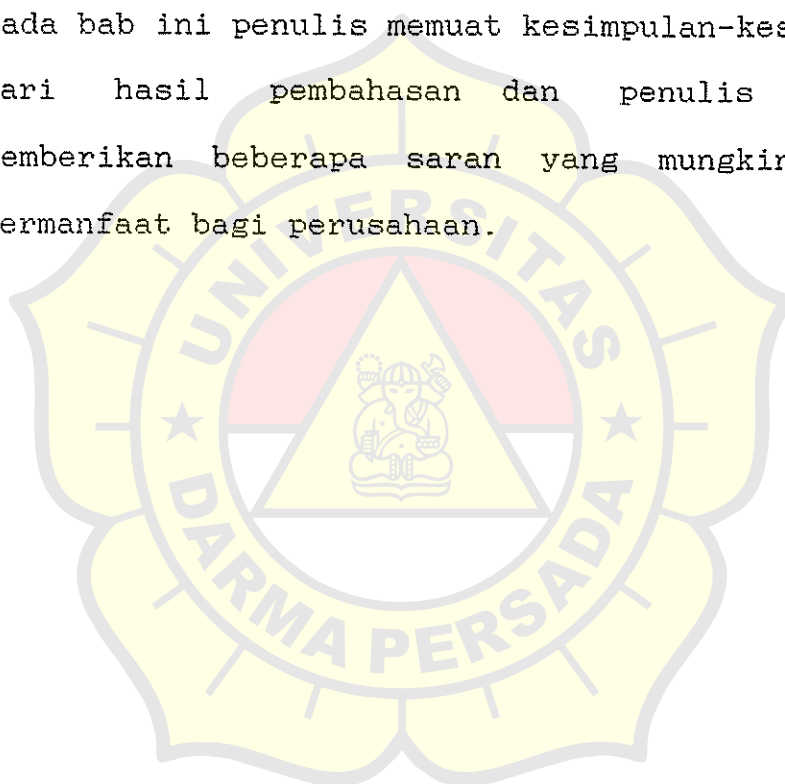 ada bab ini penulis memuat kesimpulan-kes
ari hasil pembahasan dan penulis
emberikan beberapa saran yang mungkin
ermanfaat bagi perusahaan.
UNIVERSITAS
DARMA PERSADA